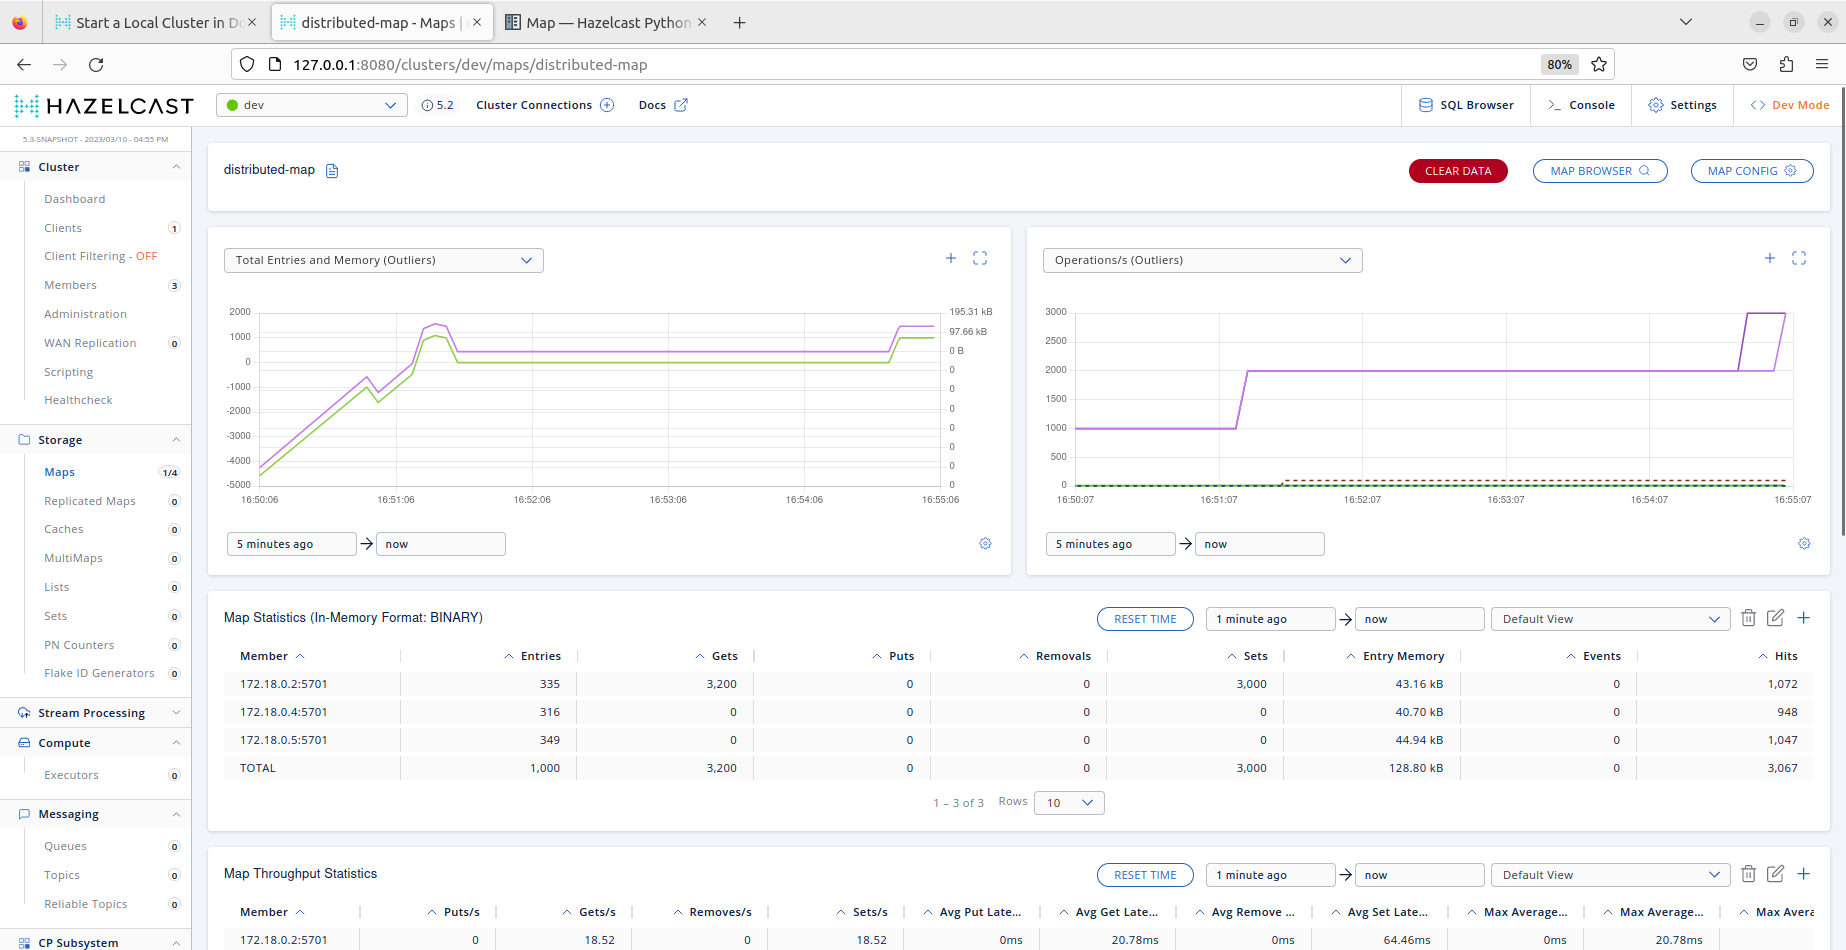 Start a Local Cluster in Do
distributed-map - Maps |
Map — Hazelcast Python
127.0.0.1:8080/clusters/dev/maps/distributed-map
80%
HAZELCAST
dev
5.2
Cluster Connections
Docs
SQL Browser
Console
Settings
Dev Mode
5.3-SNAPSHOT - 2023/03/10 - 04:55 PM
Cluster
Dashboard
Clients 1
Client Filtering - OFF
Members 3
Administration
WAN Replication 0
Scripting
Healthcheck
Storage
Maps 1/4
Replicated Maps 0
Caches 0
MultiMaps 0
Lists 0
Sets 0
PN Counters 0
Flake ID Generators 0
Stream Processing
Compute
Executors 0
Messaging
Queues 0
Topics 0
Reliable Topics 0
CP Subsystem
distributed-map
CLEAR DATA
MAP BROWSER
MAP CONFIG
Total Entries and Memory (Outliers)
2000
1000
0
-1000
-2000
-3000
-4000
-5000
195.31 kB
97.66 kB
0 B
0
0
0
0
0
0
0
16:50:06 16:51:06 16:52:06 16:53:06 16:54:06 16:55:06
5 minutes ago
now
Operations/s (Outliers)
3000
2500
2000
1500
1000
500
0
16:50:07 16:51:07 16:52:07 16:53:07 16:54:07 16:55:07
5 minutes ago
now
Map Statistics (In-Memory Format: BINARY)
RESET TIME
1 minute ago
now
Default View
Member Entries Gets Puts Removals Sets Entry Memory Events Hits
172.18.0.2:5701 335 3,200 0 0 3,000 43.16 kB 0 1,072
172.18.0.4:5701 316 0 0 0 0 40.70 kB 0 948
172.18.0.5:5701 349 0 0 0 0 44.94 kB 0 1,047
TOTAL 1,000 3,200 0 0 3,000 128.80 kB 0 3,067
1 – 3 of 3 Rows 10
Map Throughput Statistics
RESET TIME
1 minute ago
now
Default View
Member Puts/s Gets/s Removes/s Sets/s Avg Put Late... Avg Get Late... Avg Remove ... Avg Set Late... Max Average... Max Average... Max Avera
172.18.0.2:5701 0 18.52 0 18.52 0ms 20.78ms 0ms 64.46ms 0ms 20.78ms